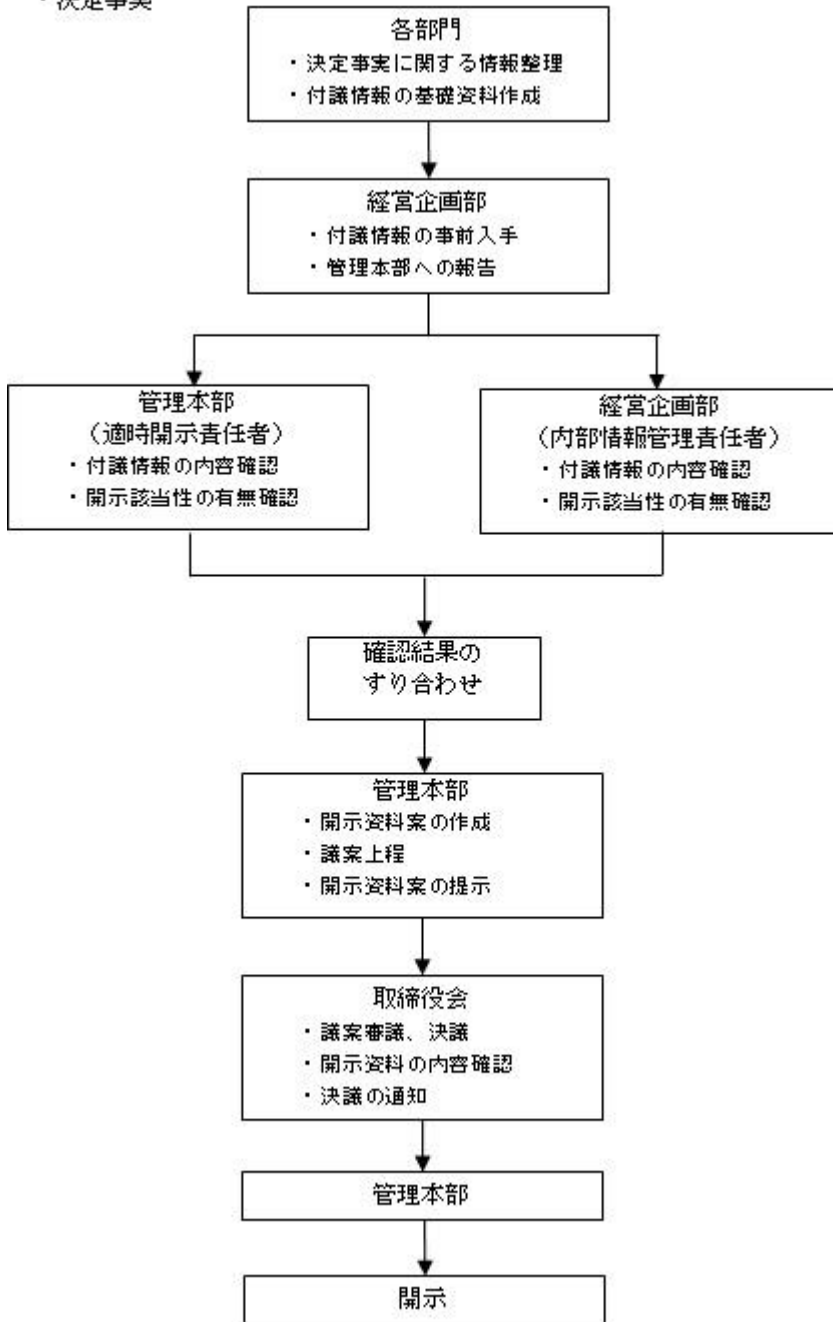 ・決定事実
各部門
・決定事実に関する情報整理
・付議情報の基礎資料作成
経営企画部
・付議情報の事前入手
・管理本部への報告
管理本部
（適時開示責任者）
・付議情報の内容確認
・開示該当性の有無確認
経営企画部
（内部情報管理責任者）
・付議情報の内容確認
・開示該当性の有無確認
確認結果の
すり合わせ
管理本部
・開示資料案の作成
・議案上程
・開示資料案の提示
取締役会
・議案審議、決議
・開示資料の内容確認
・決議の通知
管理本部
開示